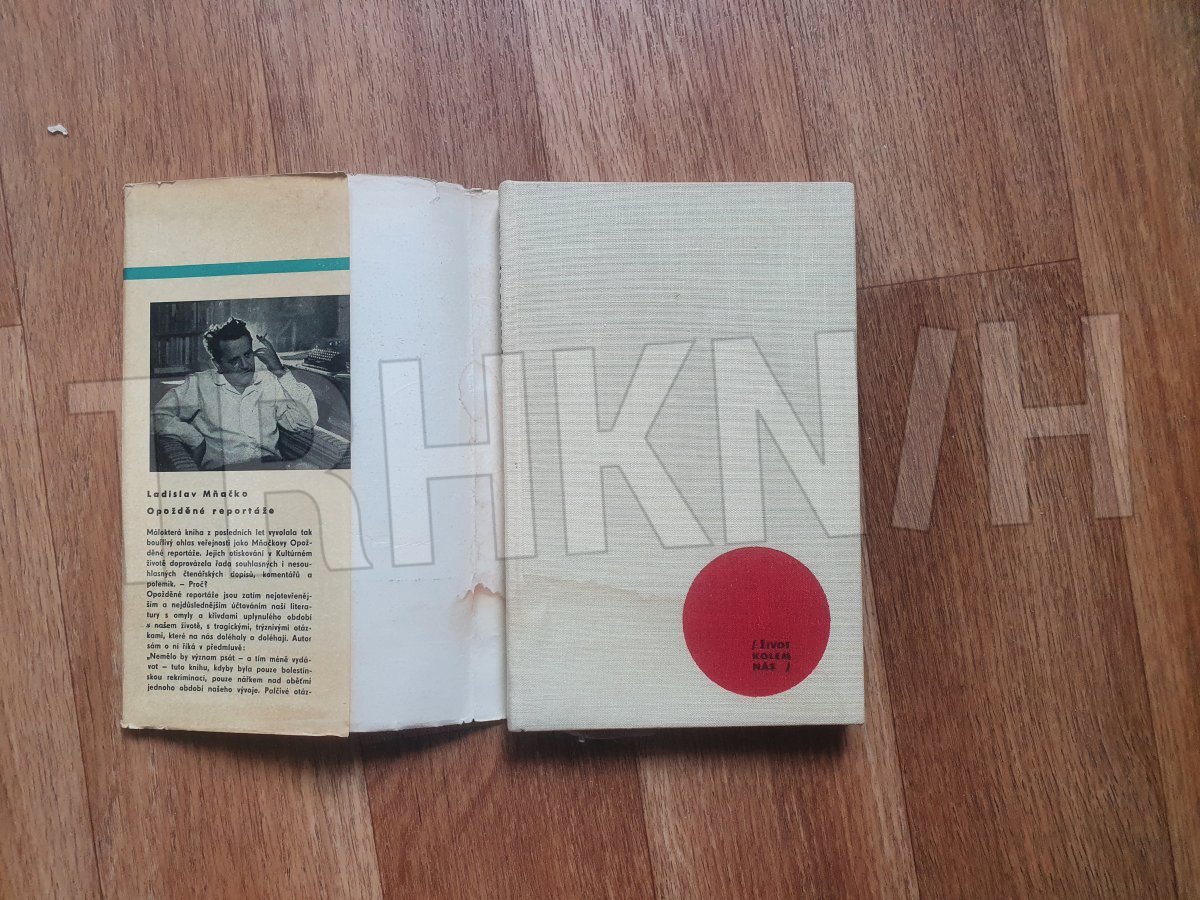 Ladislav Mňačko
Opožděné reportáže
Málokterá kniha z posledních let vyvolala tak
bouřlivý ohlas veřejnosti jako Mňačkovy Opož-
děné reportáže. Jejich otiskování v Kultúrném
životě doprovázela řada souhlasných i nesou-
hlasných čtenářských dopisů, komentářů a
polemik. – Proč?
Opožděné reportáže jsou zatím nejotevřeněj-
ším a nejdůslednějším účtováním naší litera-
tury s omyly a křivdami uplynulého období
v našem životě, s tragickými, trýznivými otáz-
kami, které na nás doléhaly a doléhají. Autor
sám o ní říká v předmluvě:
„Nemělo by význam psát – a tím méně vydá-
vat – tuto knihu, kdyby byla pouze bolestín-
skou rekriminací, pouze nářkem nad oběťmi
jednoho období našeho vývoje. Palčivé otáz-
/ ŽIVOT
KOLEM
NÁS /
TRHKNI/H